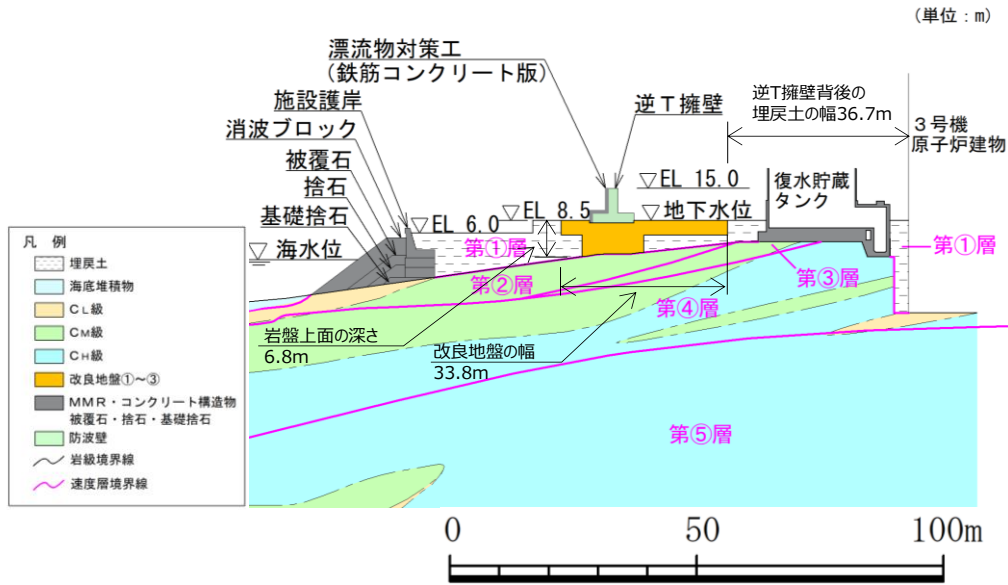 (単位：m)
漂流物対策工
(鉄筋コンクリート版)
施設護岸
消波ブロック
被覆石
捨石
基礎捨石
海水位
EL 6.0
EL 8.5
逆T擁壁
EL 15.0
地下水位
逆T擁壁背後の
埋戻土の幅36.7m
3号機
原子炉建物
復水貯蔵
タンク
第①層
第①層
第②層
第③層
第④層
第⑤層
岩盤上面の深さ
6.8m
改良地盤の幅
33.8m
凡 例
埋戻土
海底堆積物
CL級
CM級
CH級
改良地盤①～③
MMR・コンクリート構造物
被覆石・捨石・基礎捨石
防波壁
岩級境界線
速度層境界線
0 50 100m